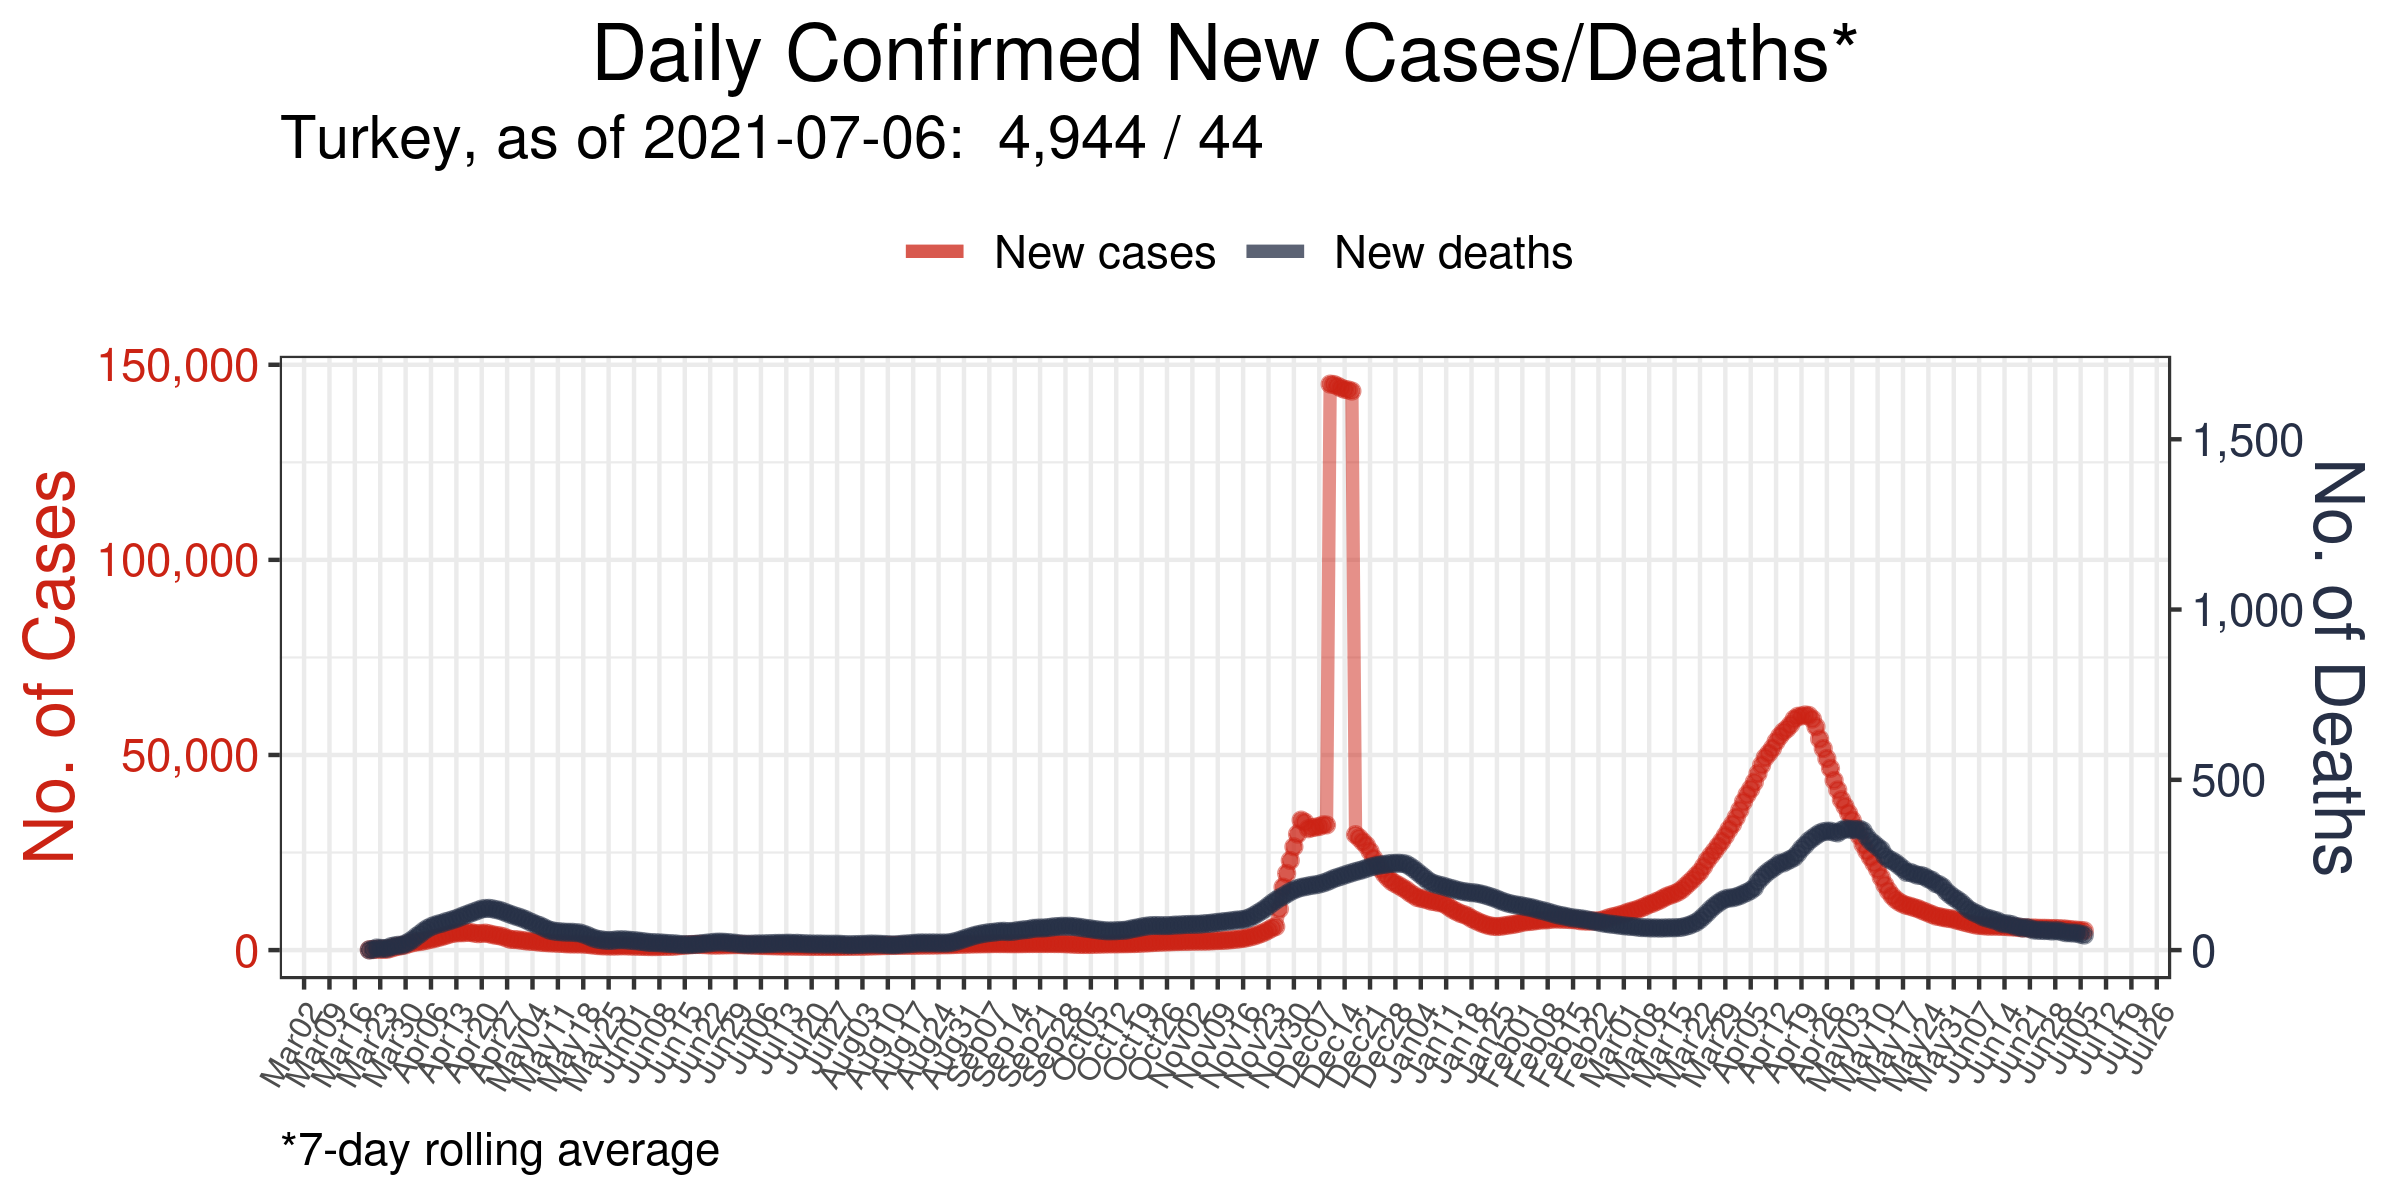 Daily Confirmed New Cases/Deaths*
Turkey, as of 2021-07-06:  4,944 / 44
New cases
New deaths
No. of Cases
150,000
100,000
50,000
0
1,500
1,000
500
0
No. of Deaths
Mar02
Mar09
Mar16
Mar23
Mar30
Apr06
Apr13
Apr20
Apr27
May04
May11
May18
May25
Jun01
Jun08
Jun15
Jun22
Jun29
Jul06
Jul13
Jul20
Jul27
Aug03
Aug10
Aug17
Aug24
Aug31
Sep07
Sep14
Sep21
Sep28
Oct05
Oct12
Oct19
Oct26
Nov02
Nov09
Nov16
Nov23
Nov30
Dec07
Dec14
Dec21
Dec28
Jan04
Jan11
Jan18
Jan25
Feb01
Feb08
Feb15
Feb22
Mar01
Mar08
Mar15
Mar22
Mar29
Apr05
Apr12
Apr19
Apr26
May03
May10
May17
May24
May31
Jun07
Jun14
Jun21
Jun28
Jul05
Jul12
Jul19
Jul26
*7-day rolling average